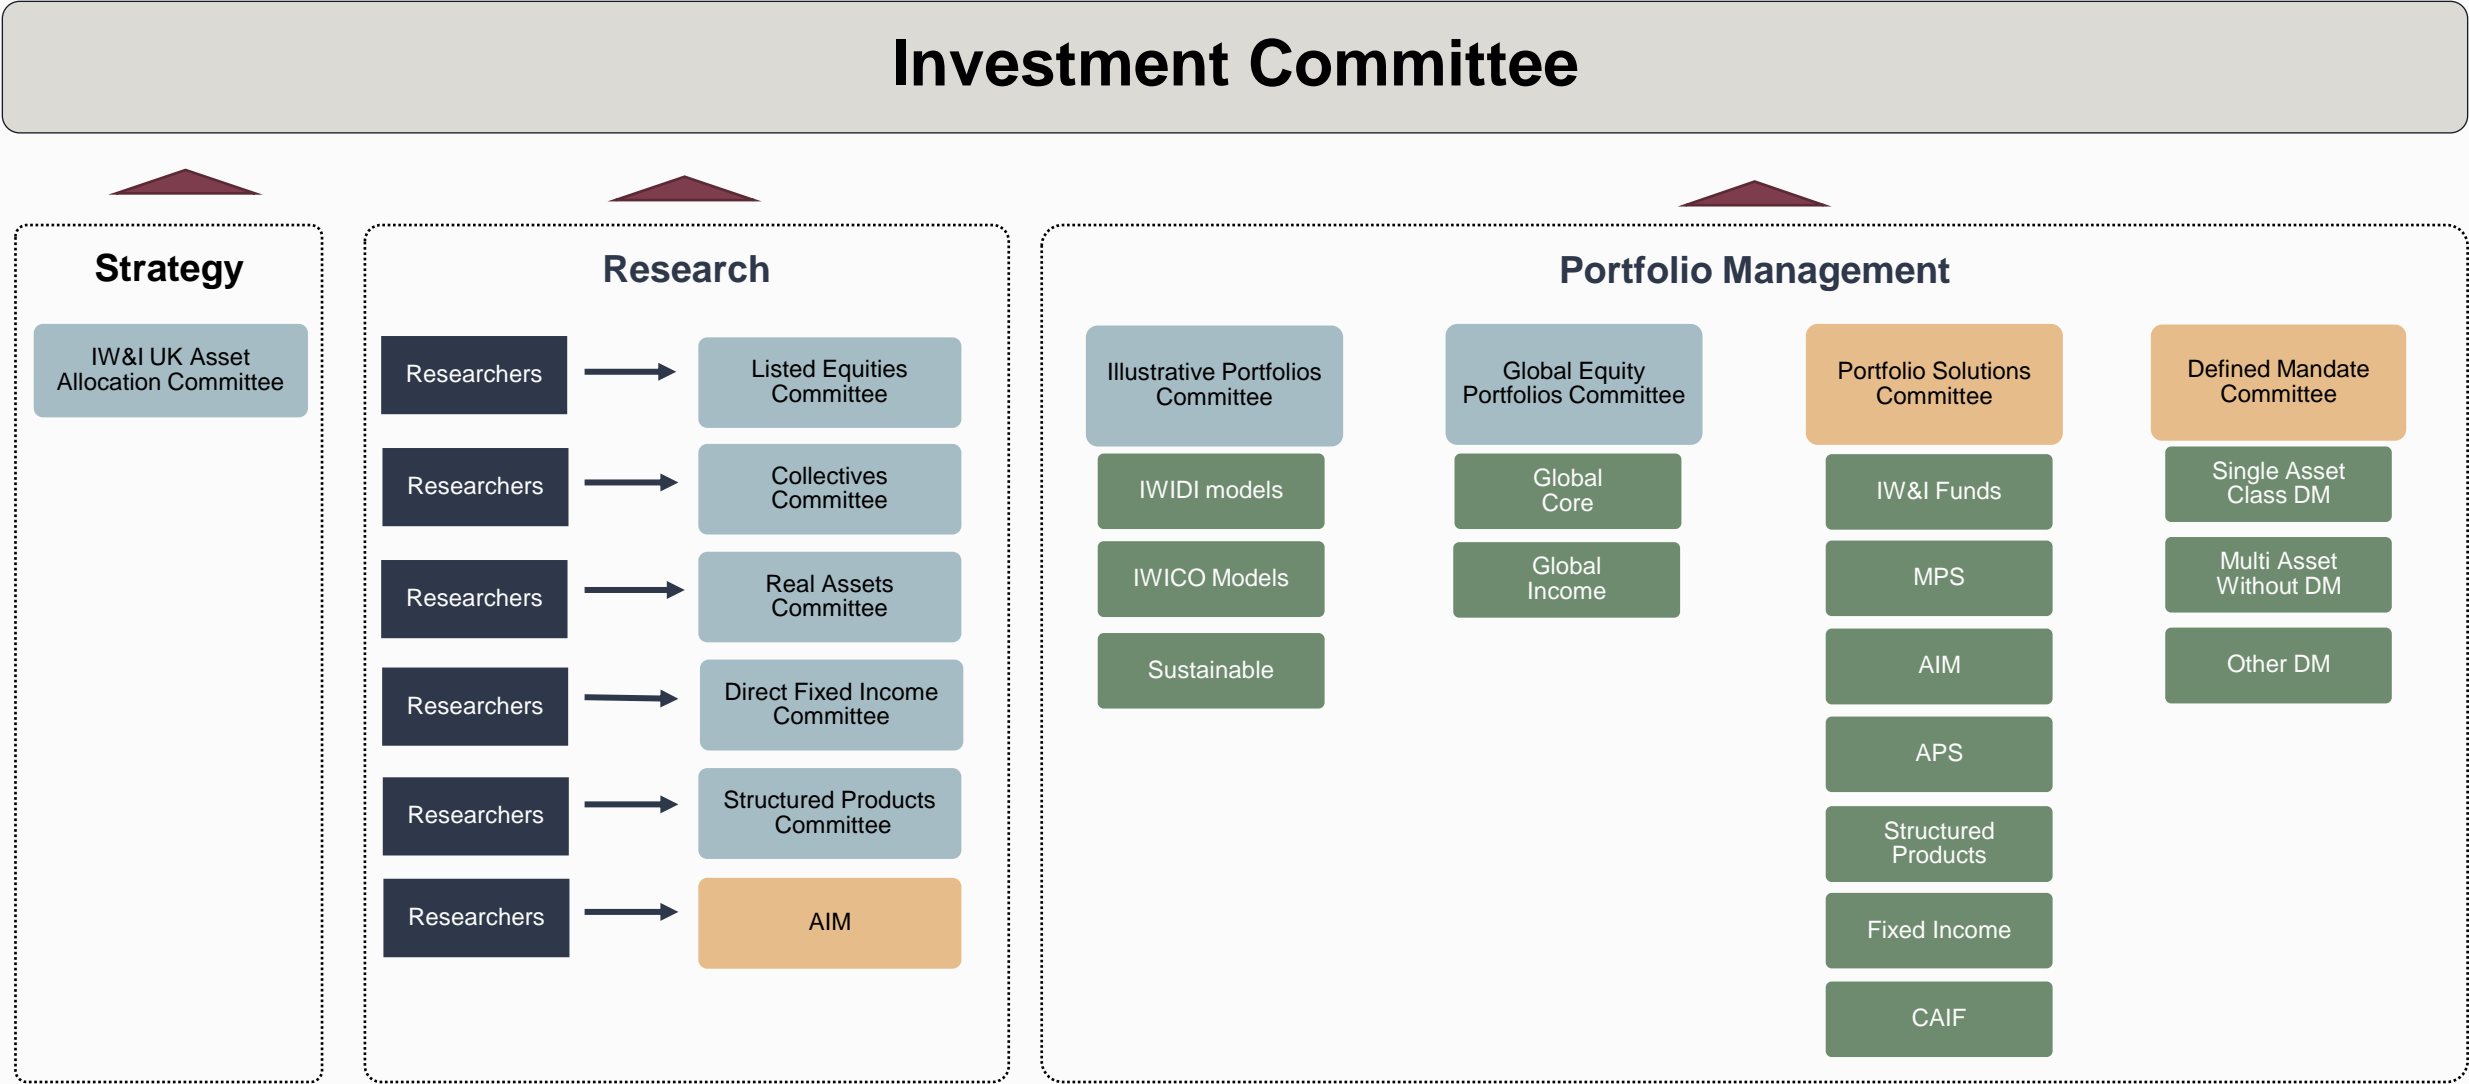 Investment Committee
Strategy
IW&I UK Asset
Allocation Committee
Research
Researchers
Listed Equities
Committee
Researchers
Collectives
Committee
Researchers
Real Assets
Committee
Researchers
Direct Fixed Income
Committee
Researchers
Structured Products
Committee
Researchers
AIM
Portfolio Management
Illustrative Portfolios
Committee
IWIDI models
IWICO Models
Sustainable
Global Equity
Portfolios Committee
Global
Core
Global
Income
Portfolio Solutions
Committee
IW&I Funds
MPS
AIM
APS
Structured
Products
Fixed Income
CAIF
Defined Mandate
Committee
Single Asset
Class DM
Multi Asset
Without DM
Other DM